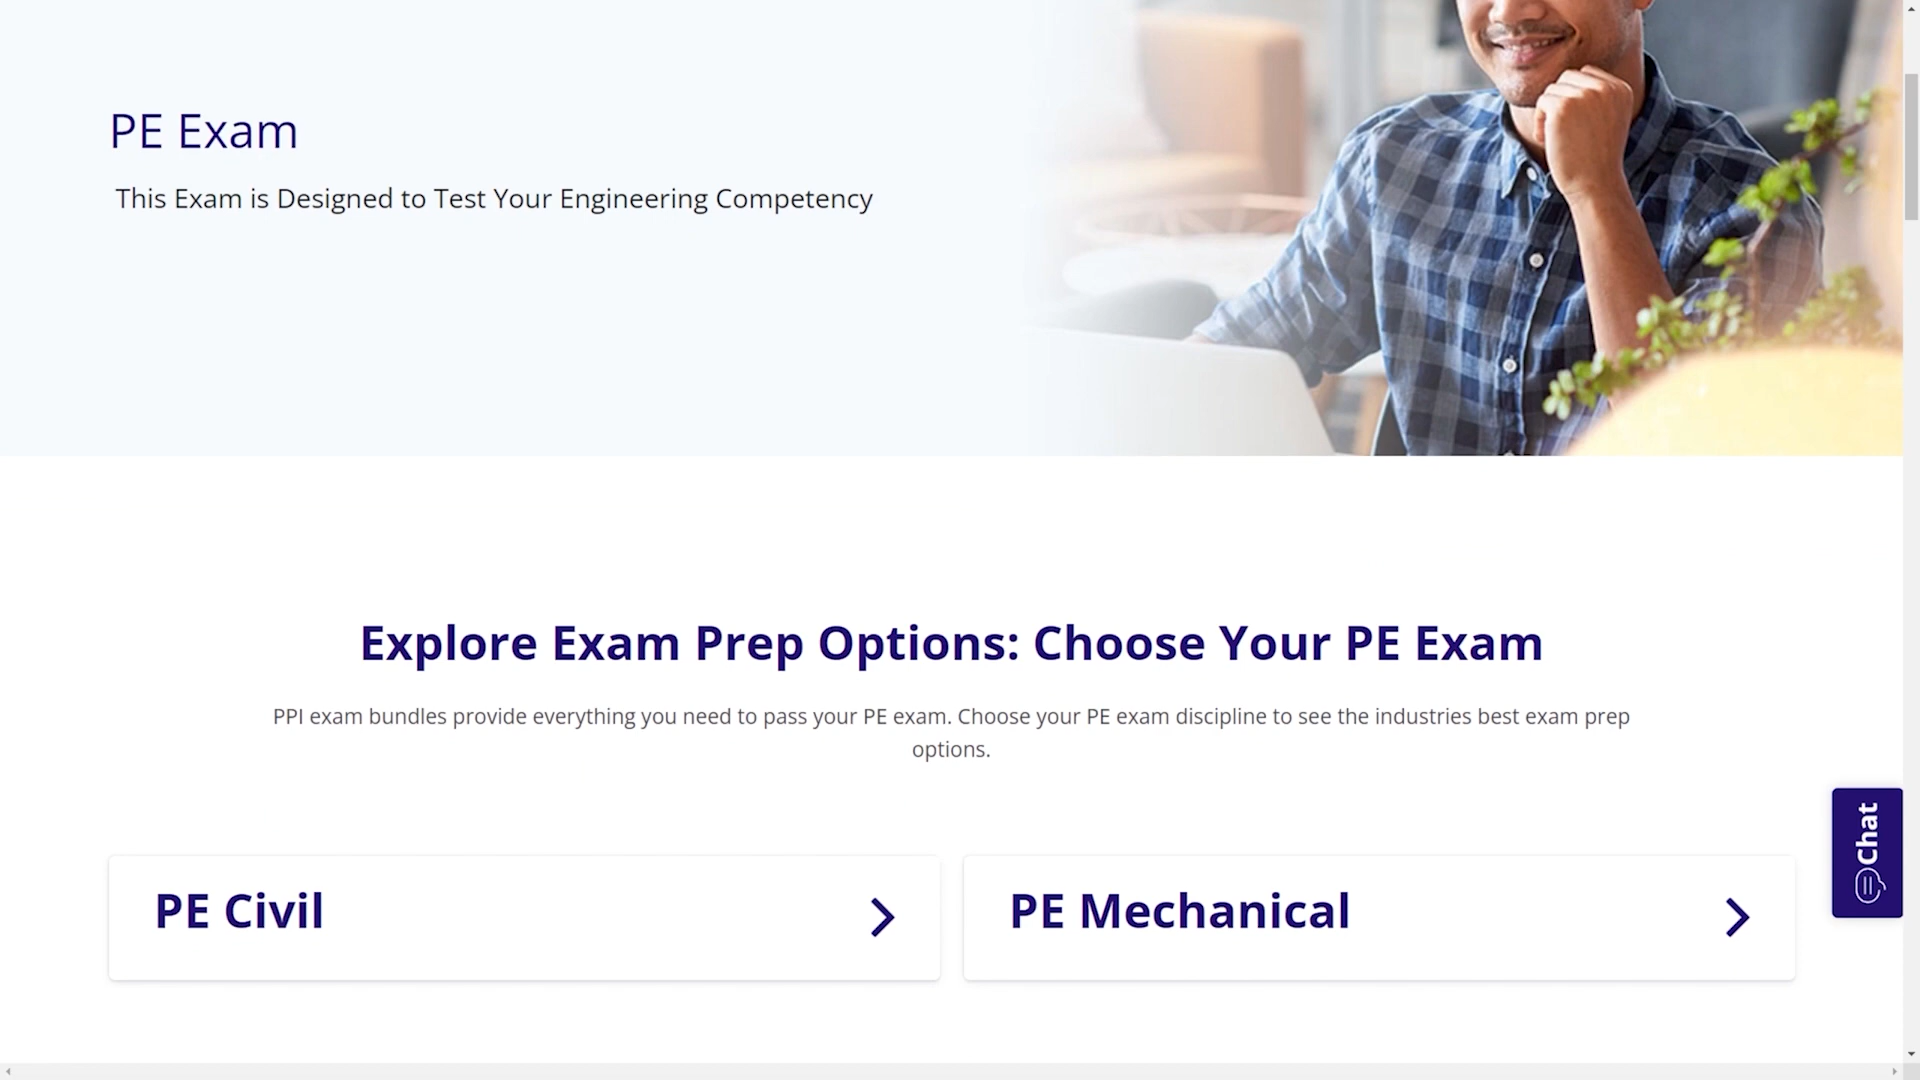 PE Exam
This Exam is Designed to Test Your Engineering Competency
Explore Exam Prep Options: Choose Your PE Exam
PPI exam bundles provide everything you need to pass your PE exam. Choose your PE exam discipline to see the industries best exam prep
options.
Chat
PE Civil
PE Mechanical